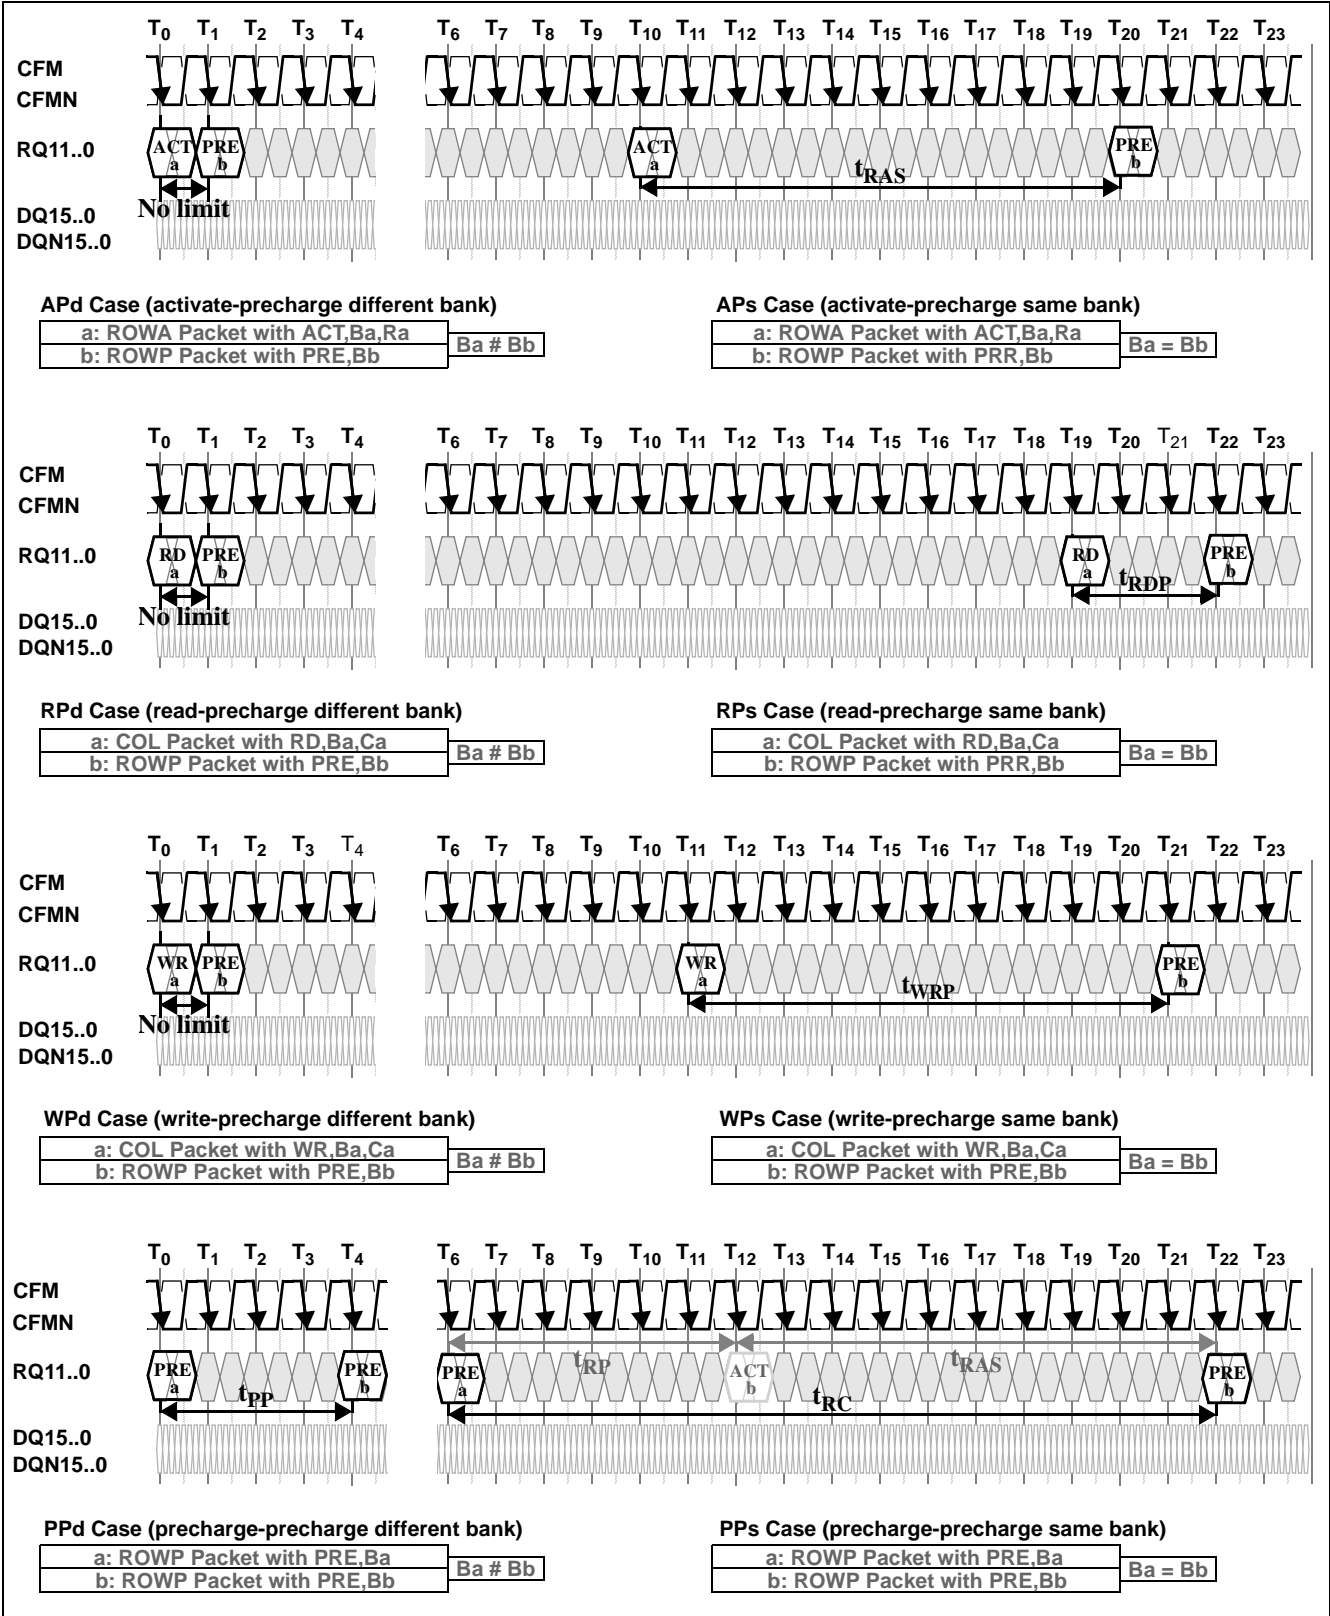 T0 T1 T2 T3 T4 T6 T7 T8 T9 T10 T11 T12 T13 T14 T15 T16 T17 T18 T19 T20 T21 T22 T23
CFM
CFMN
RQ11..0
ACT a PRE b ACT a PRE b
tRAS
No limit
DQ15..0
DQN15..0
APd Case (activate-precharge different bank)
a: ROWA Packet with ACT,Ba,Ra
b: ROWP Packet with PRE,Bb
Ba # Bb
APs Case (activate-precharge same bank)
a: ROWA Packet with ACT,Ba,Ra
b: ROWP Packet with PRR,Bb
Ba = Bb
T0 T1 T2 T3 T4 T6 T7 T8 T9 T10 T11 T12 T13 T14 T15 T16 T17 T18 T19 T20 T21 T22 T23
CFM
CFMN
RQ11..0
RD a PRE b RD a PRE b
tRDP
No limit
DQ15..0
DQN15..0
RPd Case (read-precharge different bank)
a: COL Packet with RD,Ba,Ca
b: ROWP Packet with PRE,Bb
Ba # Bb
RPs Case (read-precharge same bank)
a: COL Packet with RD,Ba,Ca
b: ROWP Packet with PRR,Bb
Ba = Bb
T0 T1 T2 T3 T4 T6 T7 T8 T9 T10 T11 T12 T13 T14 T15 T16 T17 T18 T19 T20 T21 T22 T23
CFM
CFMN
RQ11..0
WR a PRE b WR a PRE b
tWRP
No limit
DQ15..0
DQN15..0
WPd Case (write-precharge different bank)
a: COL Packet with WR,Ba,Ca
b: ROWP Packet with PRE,Bb
Ba # Bb
WPs Case (write-precharge same bank)
a: COL Packet with WR,Ba,Ca
b: ROWP Packet with PRE,Bb
Ba = Bb
T0 T1 T2 T3 T4 T6 T7 T8 T9 T10 T11 T12 T13 T14 T15 T16 T17 T18 T19 T20 T21 T22 T23
CFM
CFMN
tRP tRAS
RQ11..0
PRE a PRE b PRE a ACT b PRE b
tPP tRC
DQ15..0
DQN15..0
PPd Case (precharge-precharge different bank)
a: ROWP Packet with PRE,Ba
b: ROWP Packet with PRE,Bb
Ba # Bb
PPs Case (precharge-precharge same bank)
a: ROWP Packet with PRE,Ba
b: ROWP Packet with PRE,Bb
Ba = Bb